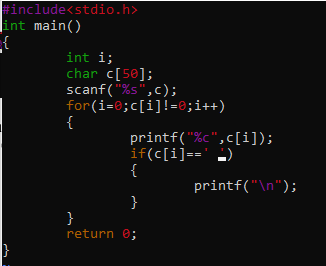 #include<stdio.h>
int main()
{
        int i;
        char c[50];
        scanf("%s",c);
        for(i=0;c[i]!=0;i++)
        {
                printf("%c",c[i]);
                if(c[i]==' ')
                {
                        printf("\n");
                }
        }
        return 0;
}